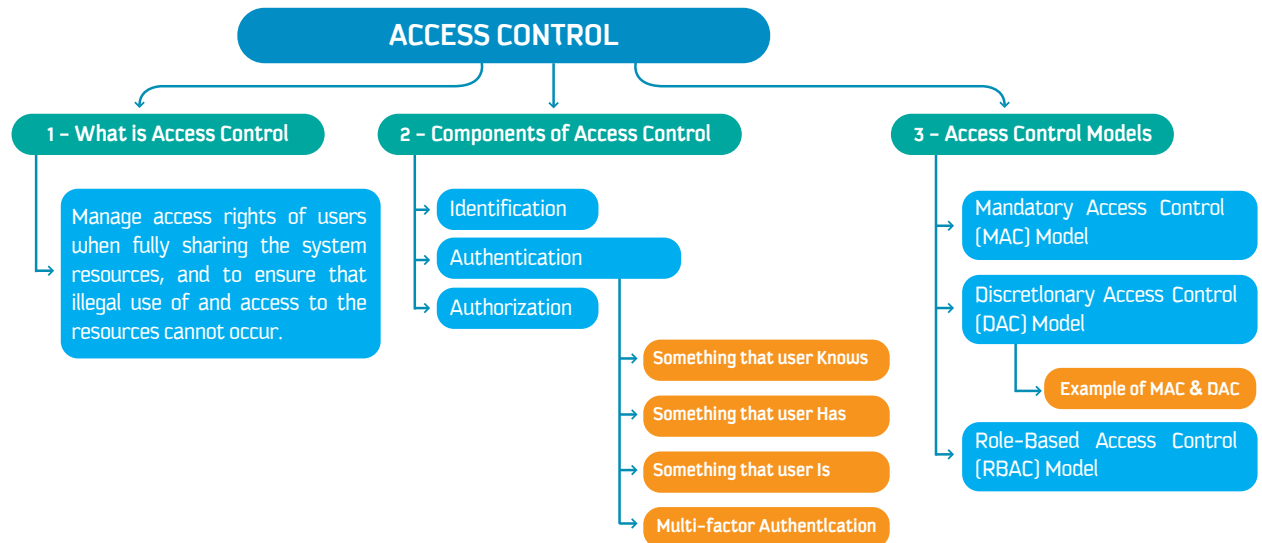 ACCESS CONTROL
1 - What is Access Control
Manage access rights of users
when fully sharing the system
resources, and to ensure that
illegal use of and access to the
resources cannot occur.
2 - Components of Access Control
Identification
Authentication
Authorization
Something that user Knows
Something that user Has
Something that user Is
Multi-factor Authentlcation
3 - Access Control Models
Mandatory Access Control
(MAC) Model
Discretlonary Access Control
(DAC) Model
Example of MAC & DAC
Role-Based Access Control
(RBAC) Model